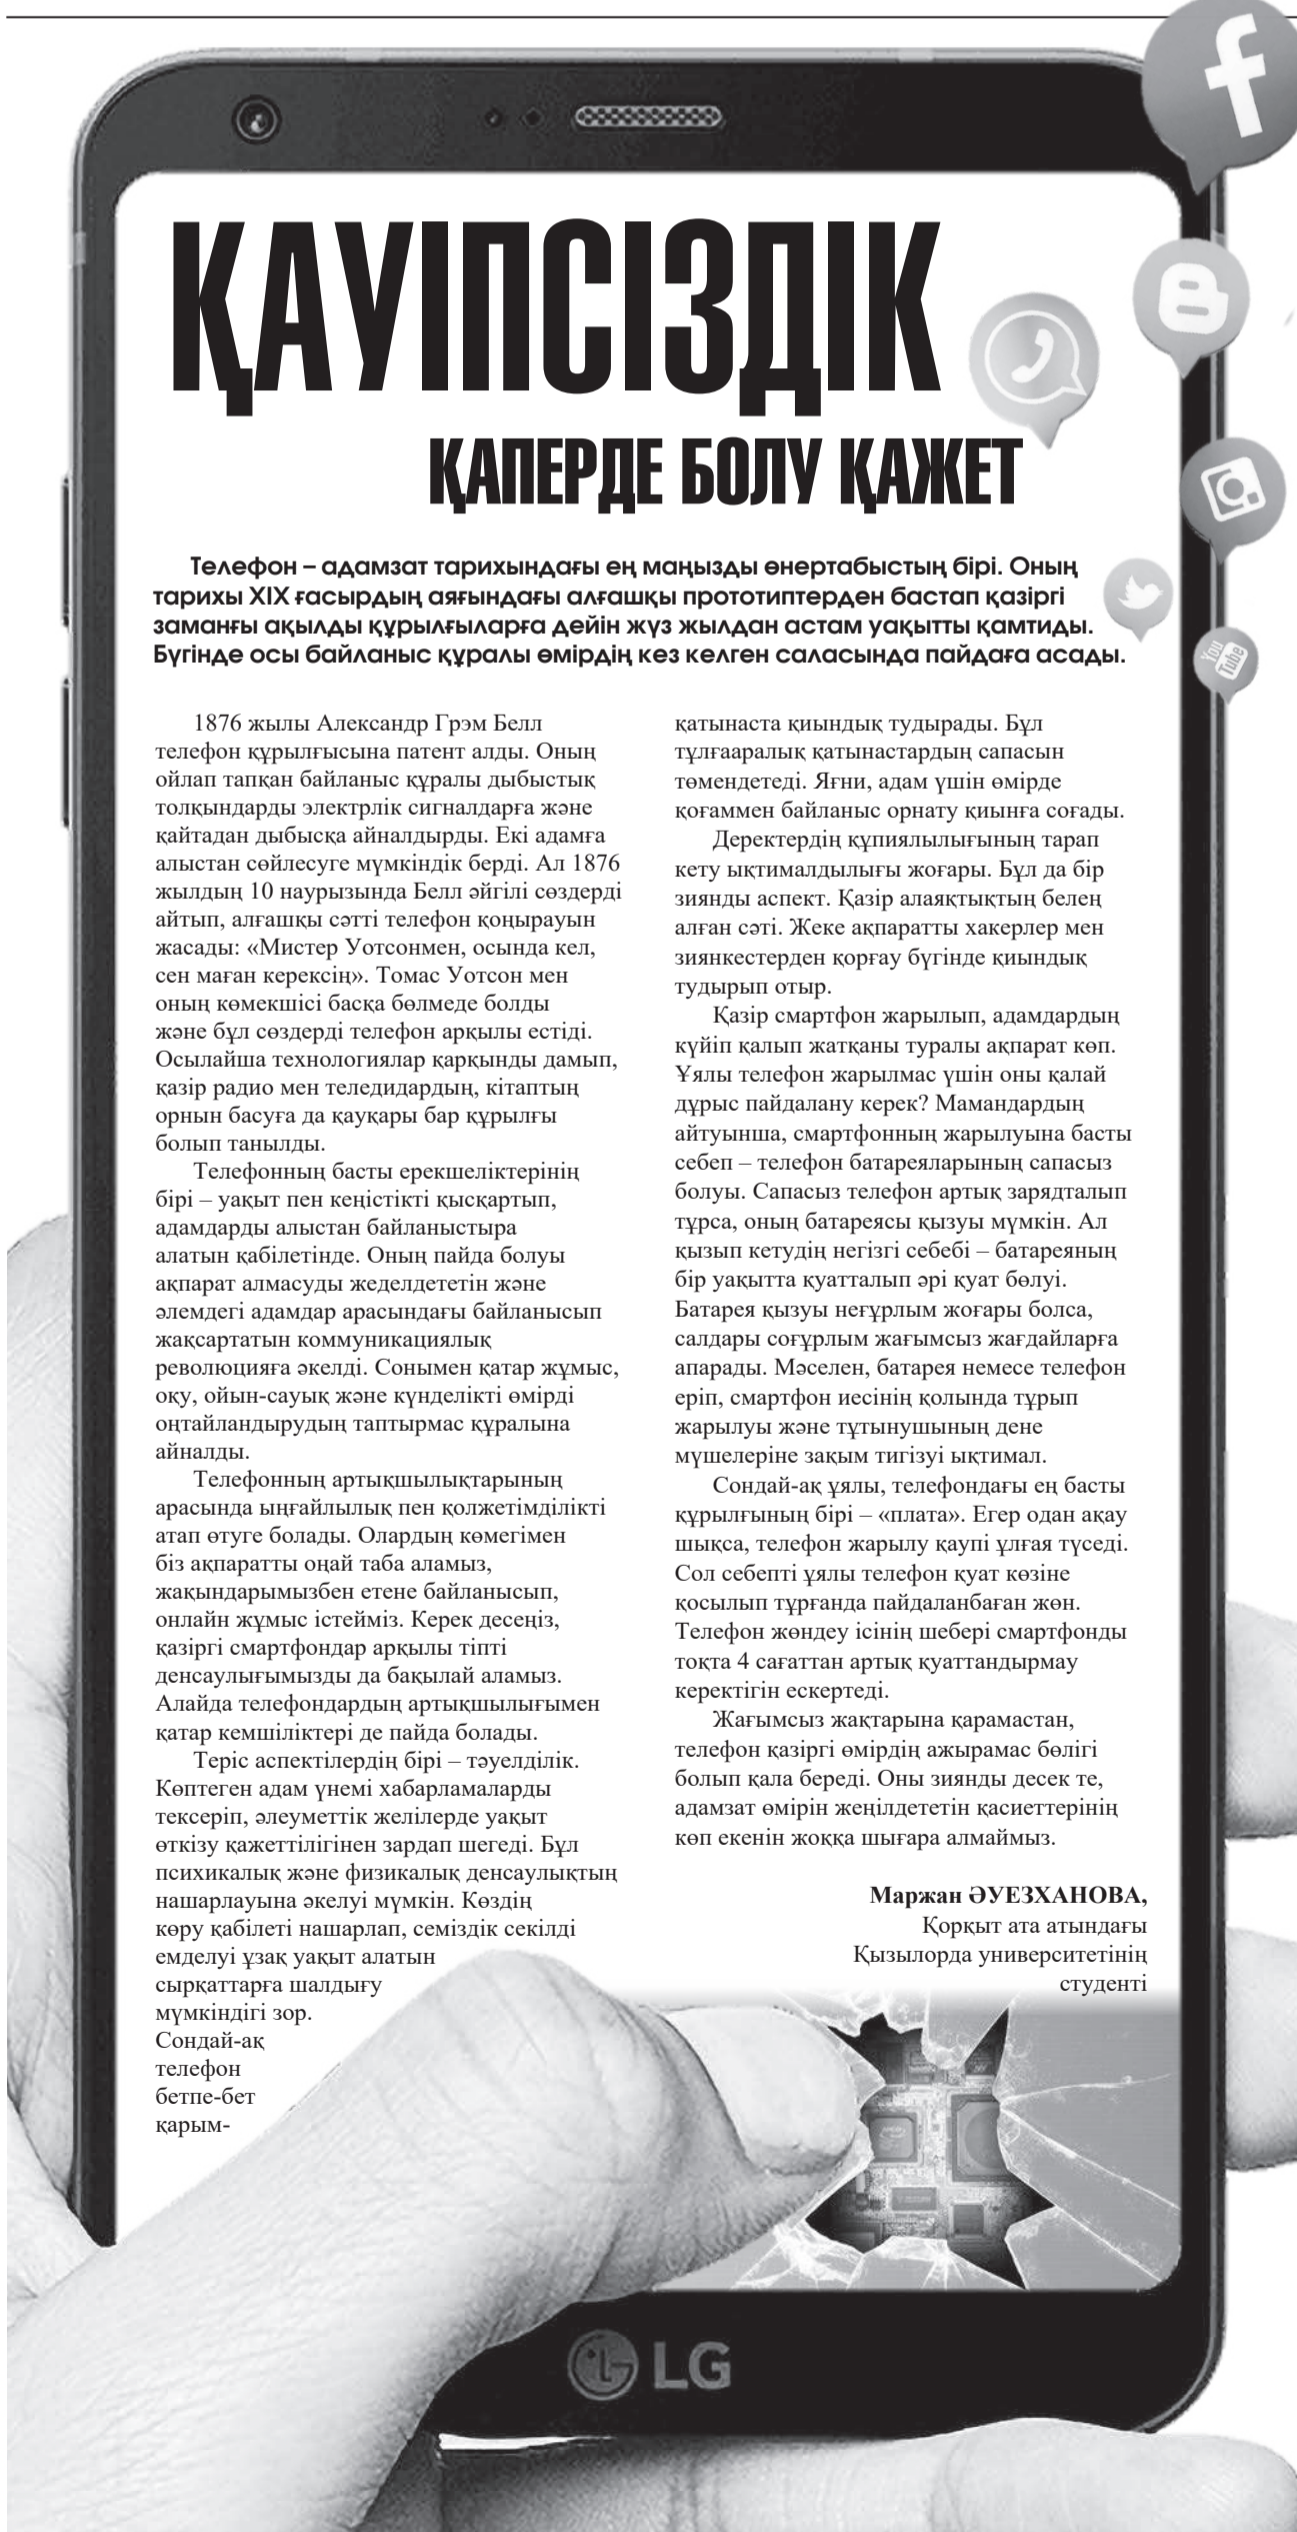 ҚАУІПСІЗДІК
ҚАПЕРДЕ БОЛУ ҚАЖЕТ
Телефон – адамзат тарихындағы ең маңызды өнертабыстың бірі. Оның
тарихы XIX ғасырдың аяғындағы алғашқы прототиптерден бастап қазіргі
заманғы ақылды құрылғыларға дейін жүз жылдан астам уақытты қамтиды.
Бүгінде осы байланыс құралы өмірдің кез келген саласында пайдаға асады.
1876 жылы Александр Грэм Белл
телефон құрылғысына патент алды. Оның
ойлап тапқан байланыс құралы дыбыстық
толқындарды электрлік сигналдарға және
қайтадан дыбысқа айналдырды. Екі адамға
алыстан сөйлесуге мүмкіндік берді. Ал 1876
жылдың 10 наурызында Белл әйгілі сөздерді
айтып, алғашқы сәтті телефон қоңырауын
жасады: «Мистер Уотсонмен, осында кел,
сен маған керексің». Томас Уотсон мен
оның көмекшісі басқа бөлмеде болды
және бұл сөздерді телефон арқылы естіді.
Осылайша технологиялар қарқынды дамып,
қазір радио мен теледидардың, кітаптың
орнын басуға да қауқары бар құрылғы
болып танылды.
Телефонның басты ерекшеліктерінің
бірі – уақыт пен кеңістікті қысқартып,
адамдарды алыстан байланыстыра
алатын қабілетінде. Оның пайда болуы
ақпарат алмасуды жеделдететін және
әлемдегі адамдар арасындағы байланысып
жақсартатын коммуникациялық
революцияға әкелді. Сонымен қатар жұмыс,
оқу, ойын-сауық және күнделікті өмірді
оңтайландырудың таптырмас құралына
айналды.
Телефонның артықшылықтарының
арасында ыңғайлылық пен қолжетімділікті
атап өтуге болады. Олардың көмегімен
біз ақпаратты оңай таба аламыз,
жақындарымызбен етене байланысып,
онлайн жұмыс істейміз. Керек десеңіз,
қазіргі смартфондар арқылы тіпті
денсаулығымызды да бақылай аламыз.
Алайда телефондардың артықшылығымен
қатар кемшіліктері де пайда болады.
Теріс аспектілердің бірі – тәуелділік.
Көптеген адам үнемі хабарламаларды
тексеріп, әлеуметтік желілерде уақыт
өткізу қажеттілігінен зардап шегеді. Бұл
психикалық және физикалық денсаулықтың
нашарлауына әкелуі мүмкін. Көздің
көру қабілеті нашарлап, семіздік секілді
емделуі ұзақ уақыт алатын
сырқаттарға шалдығу
мүмкіндігі зор.
Сондай-ақ
телефон
бетпе-бет
қарым-
қатынаста қиындық тудырады. Бұл
тұлғааралық қатынастардың сапасын
төмендетеді. Яғни, адам үшін өмірде
қоғаммен байланыс орнату қиынға соғады.
Деректердің құпиялылығының тарап
кету ықтималдылығы жоғары. Бұл да бір
зиянды аспект. Қазір алаяқтықтың белең
алған сәті. Жеке ақпаратты хакерлер мен
зиянкестерден қорғау бүгінде қиындық
тудырып отыр.
Қазір смартфон жарылып, адамдардың
күйіп қалып жатқаны туралы ақпарат көп.
Ұялы телефон жарылмас үшін оны қалай
дұрыс пайдалану керек? Мамандардың
айтуынша, смартфонның жарылуына басты
себеп – телефон батареяларының сапасыз
болуы. Сапасыз телефон артық зарядталып
тұрса, оның батареясы қызуы мүмкін. Ал
қызып кетудің негізгі себебі – батареяның
бір уақытта қуатталып әрі қуат бөлуі.
Батарея қызуы неғұрлым жоғары болса,
салдары соғұрлым жағымсыз жағдайларға
апарады. Мәселен, батарея немесе телефон
еріп, смартфон иесінің қолында тұрып
жарылуы және тұтынушының дене
мүшелеріне зақым тигізуі ықтимал.
Сондай-ақ ұялы, телефондағы ең басты
құрылғының бірі – «плата». Егер одан ақау
шықса, телефон жарылу қаупі ұлғая түседі.
Сол себепті ұялы телефон қуат көзіне
қосылып тұрғанда пайдаланбаған жөн.
Телефон жөндеу ісінің шебері смартфонды
тоқта 4 сағаттан артық қуаттандырмау
керектігін ескертеді.
Жағымсыз жақтарына қарамастан,
телефон қазіргі өмірдің ажырамас бөлігі
болып қала береді. Оны зиянды десек те,
адамзат өмірін жеңілдететін қасиеттерінің
көп екенін жоққа шығара алмаймыз.
Маржан ӘУЕЗХАНОВА,
Қорқыт ата атындағы
Қызылорда университетінің
студенті
You
Tube
LG